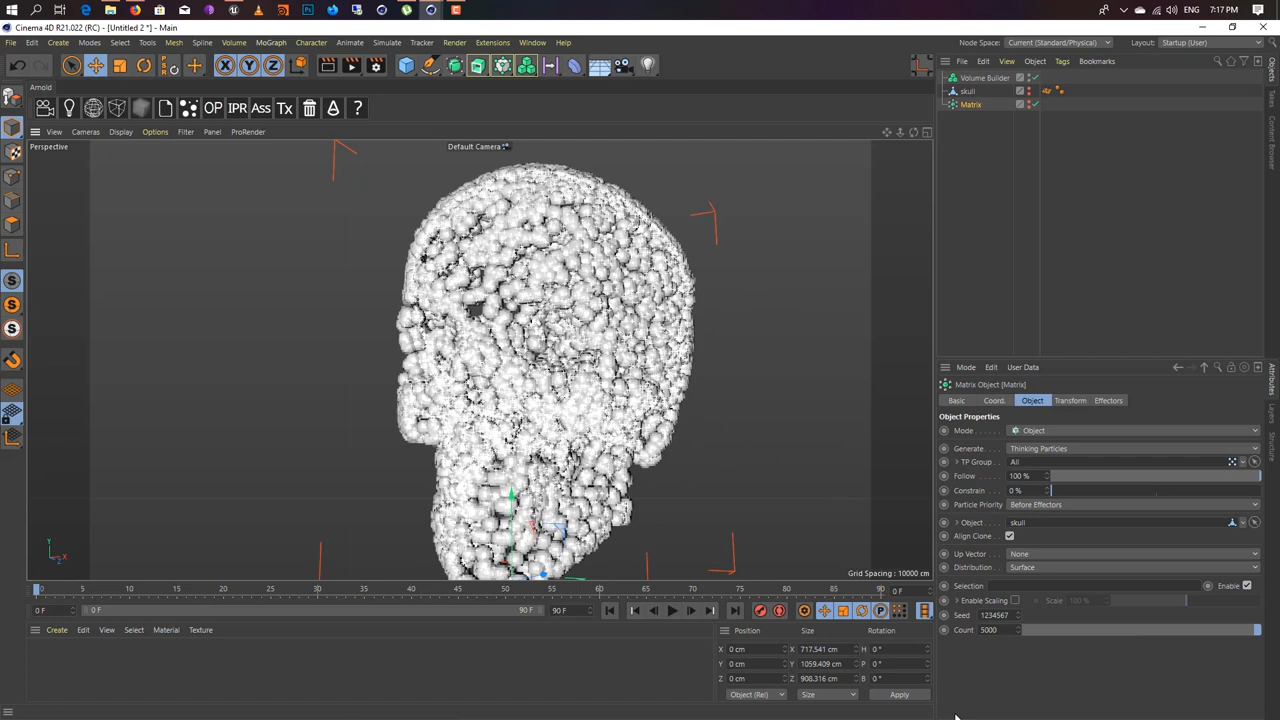 7:17 PM
ENG
Cinema 4D R21.022 (RC) - [Untitled 2 *] - Main
File Edit Create Modes Select Tools Mesh Spline Volume MoGraph Character Animate Simulate Tracker Render Extensions Window Help
Node Space: Current (Standard/Physical) Layout: Startup (User)
X Y Z
File Edit View Object Tags Bookmarks
Volume Builder
skull
Matrix
Arnold
OP IPR Ass Tx ?
View Cameras Display Options Filter Panel ProRender
Perspective
Default Camera
Grid Spacing : 10000 cm
Objects
Takes
Content Browser
Attributes
Layers
Structure
Mode Edit User Data
Matrix Object [Matrix]
Basic Coord. Object Transform Effectors
Object Properties
Mode . . . . . . Object
Generate . . . . Thinking Particles
TP Group . All
Follow . . . . . 100 %
Constrain . . . 0 %
Particle Priority Before Effectors
Object . . . . . skull
Align Clone
Up Vector . . . None
Distribution . . Surface
Selection Enable
Enable Scaling Scale 100 %
Seed 1234567
Count 5000
0 5 10 15 20 25 30 35 40 45 50 55 60 65 70 75 80 85 90 0 F
0 F 0 F 90 F 90 F
Create Edit View Select Material Texture
Position Size Rotation
X 0 cm X 717.541 cm H 0 °
Y 0 cm Y 1059.409 cm P 0 °
Z 0 cm Z 908.316 cm B 0 °
Object (Rel) Size Apply